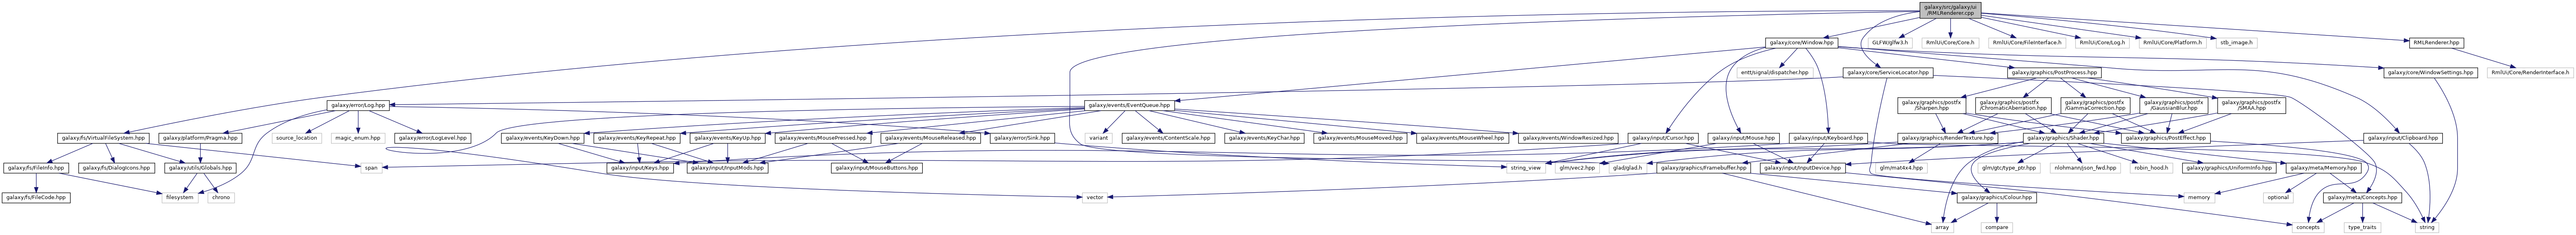 galaxy/src/galaxy/ui
/RMLRenderer.cpp
galaxy/core/Window.hpp
GLFW/glfw3.h
RmlUi/Core/Core.h
RmlUi/Core/FileInterface.h
RmlUi/Core/Log.h
RmlUi/Core/Platform.h
stb_image.h
RMLRenderer.hpp
entt/signal/dispatcher.hpp
galaxy/core/ServiceLocator.hpp
galaxy/graphics/PostProcess.hpp
galaxy/core/WindowSettings.hpp
RmlUi/Core/RenderInterface.h
galaxy/error/Log.hpp
galaxy/events/EventQueue.hpp
galaxy/graphics/postfx
/Sharpen.hpp
galaxy/graphics/postfx
/ChromaticAberration.hpp
galaxy/graphics/postfx
/GammaCorrection.hpp
galaxy/graphics/postfx
/GaussianBlur.hpp
galaxy/graphics/postfx
/SMAA.hpp
galaxy/fs/VirtualFileSystem.hpp
galaxy/platform/Pragma.hpp
source_location
magic_enum.hpp
galaxy/error/LogLevel.hpp
galaxy/events/KeyDown.hpp
galaxy/events/KeyRepeat.hpp
galaxy/events/KeyUp.hpp
galaxy/events/MousePressed.hpp
galaxy/events/MouseReleased.hpp
galaxy/error/Sink.hpp
variant
galaxy/events/ContentScale.hpp
galaxy/events/KeyChar.hpp
galaxy/events/MouseMoved.hpp
galaxy/events/MouseWheel.hpp
galaxy/events/WindowResized.hpp
galaxy/input/Cursor.hpp
galaxy/input/Mouse.hpp
galaxy/input/Keyboard.hpp
galaxy/graphics/RenderTexture.hpp
galaxy/graphics/Shader.hpp
galaxy/graphics/PostEffect.hpp
galaxy/input/Clipboard.hpp
galaxy/fs/FileInfo.hpp
galaxy/fs/DialogIcons.hpp
galaxy/utils/Globals.hpp
span
galaxy/input/Keys.hpp
galaxy/input/InputMods.hpp
galaxy/input/MouseButtons.hpp
string_view
glm/vec2.hpp
glad/glad.h
galaxy/graphics/Framebuffer.hpp
galaxy/input/InputDevice.hpp
glm/mat4x4.hpp
glm/gtc/type_ptr.hpp
nlohmann/json_fwd.hpp
robin_hood.h
galaxy/graphics/UniformInfo.hpp
galaxy/meta/Memory.hpp
galaxy/fs/FileCode.hpp
filesystem
chrono
vector
galaxy/graphics/Colour.hpp
memory
optional
galaxy/meta/Concepts.hpp
array
compare
concepts
type_traits
string